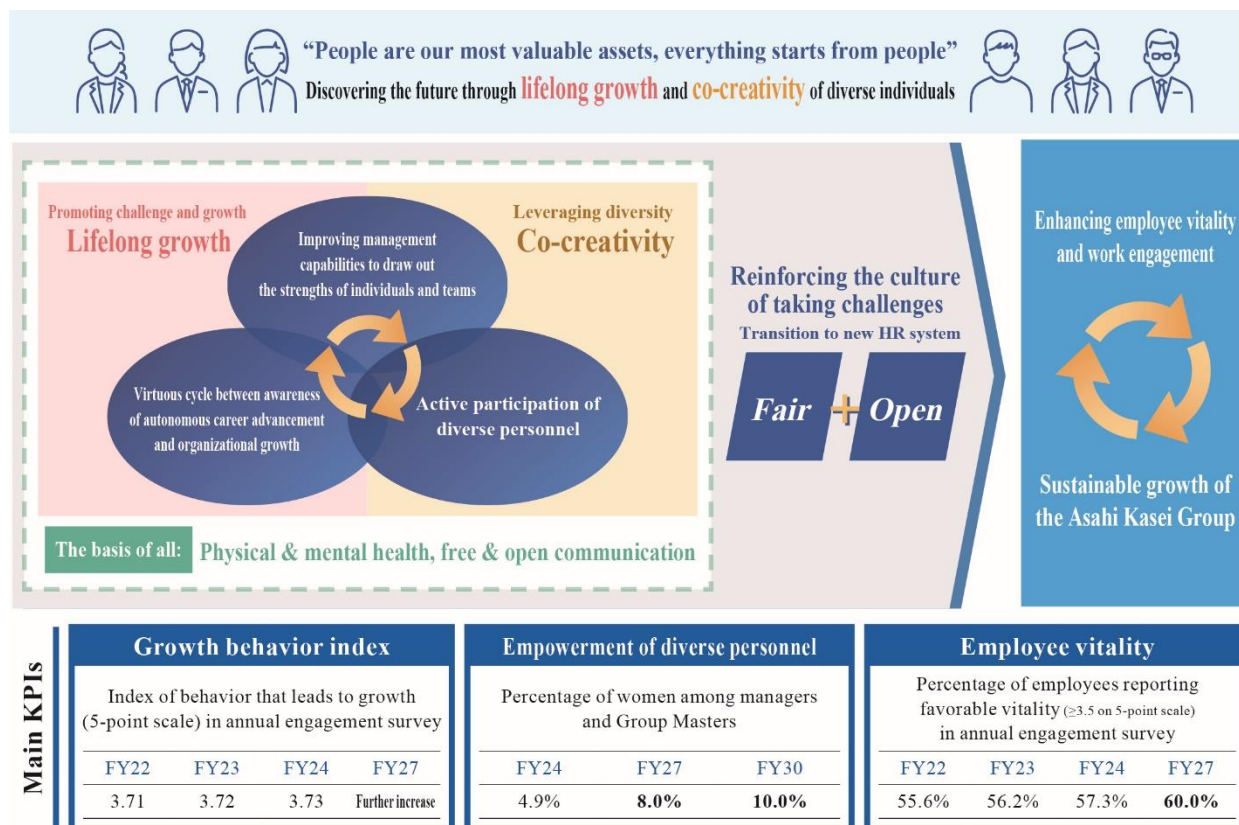 “People are our most valuable assets, everything starts from people”
Discovering the future through lifelong growth and co-creativity of diverse individuals
Promoting challenge and growth
Lifelong growth
Leveraging diversity
Co-creativity
Improving management
capabilities to draw out
the strengths of individuals and teams
Virtuous cycle between awareness
of autonomous career advancement
and organizational growth
Active participation of
diverse personnel
The basis of all:
Physical & mental health, free & open communication
Reinforcing the culture
of taking challenges
Transition to new HR system
Fair + Open
Enhancing employee vitality
and work engagement
Sustainable growth of
the Asahi Kasei Group
Main KPIs
Growth behavior index
Index of behavior that leads to growth
(5-point scale) in annual engagement survey
FY22 FY23 FY24 FY27
3.71 3.72 3.73 Further increase
Empowerment of diverse personnel
Percentage of women among managers
and Group Masters
FY24 FY27 FY30
4.9% 8.0% 10.0%
Employee vitality
Percentage of employees reporting
favorable vitality (≥3.5 on 5-point scale)
in annual engagement survey
FY22 FY23 FY24 FY27
55.6% 56.2% 57.3% 60.0%